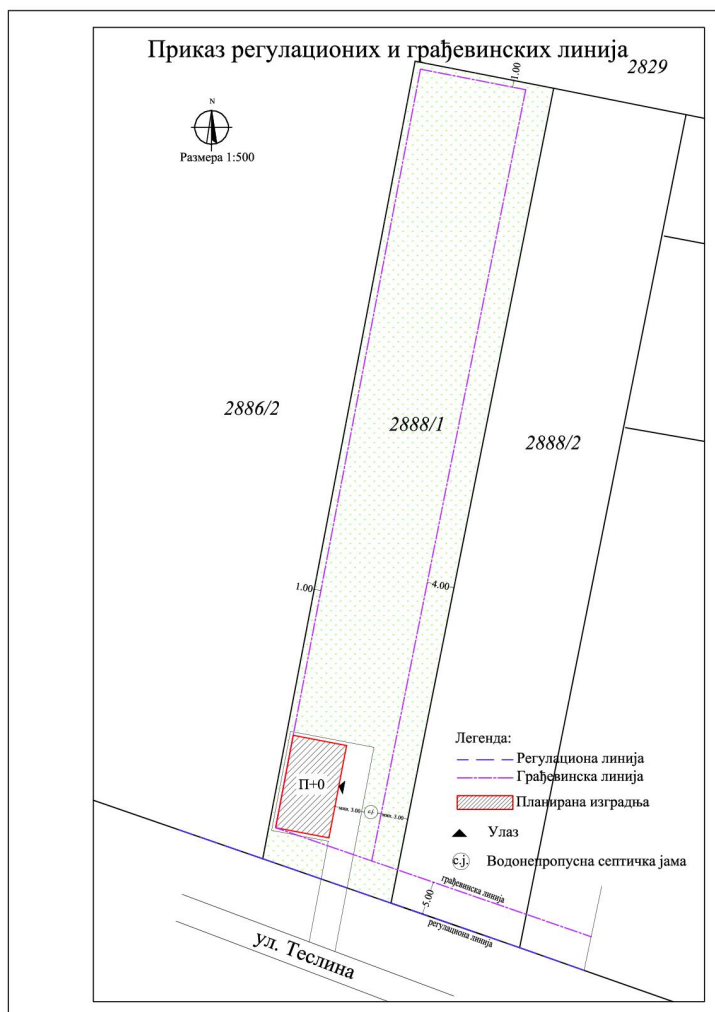 Приказ регулационих и грађевинских линија
2829
1.00
N
Размера 1:500
2886/2
2888/1
2888/2
1.00
4.00
Легенда:
Регулациона линија
Грађевинска линија
П+0
Планирана изградња
мин. 3.00
с.ј.
мин. 3.00
Улаз
с.ј.
Водонепропусна септичка јама
грађевинска линија
5.00
регулациона линија
ул. Теслина